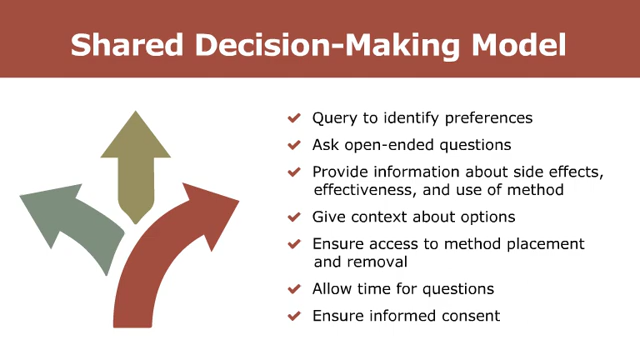 Shared Decision-Making Model
Query to identify preferences
Ask open-ended questions
Provide information about side effects,
effectiveness, and use of method
Give context about options
Ensure access to method placement
and removal
Allow time for questions
Ensure informed consent